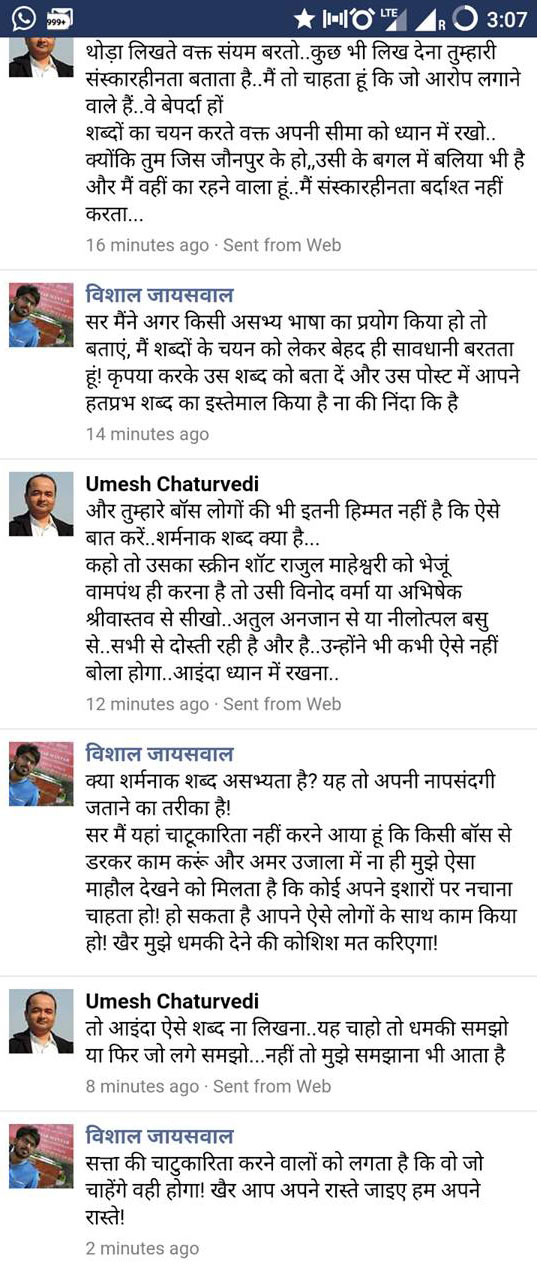 999+ LTE R 3:07
थोड़ा लिखते वक्त संयम बरतो..कुछ भी लिख देना तुम्हारी
संस्कारहीनता बताता है..मैं तो चाहता हूं कि जो आरोप लगाने
वाले हैं..वे बेपर्दा हों
शब्दों का चयन करते वक्त अपनी सीमा को ध्यान में रखो..
क्योंकि तुम जिस जौनपुर के हो,,उसी के बगल में बलिया भी है
और मैं वहीं का रहने वाला हूं..मैं संस्कारहीनता बर्दाश्त नहीं
करता...
16 minutes ago · Sent from Web
विशाल जायसवाल
सर मैंने अगर किसी असभ्य भाषा का प्रयोग किया हो तो
बताएं, मैं शब्दों के चयन को लेकर बेहद ही सावधानी बरतता
हूं! कृपया करके उस शब्द को बता दें और उस पोस्ट में आपने
हतप्रभ शब्द का इस्तेमाल किया है ना की निंदा कि है
14 minutes ago
Umesh Chaturvedi
और तुम्हारे बॉस लोगों की भी इतनी हिम्मत नहीं है कि ऐसे
बात करें..शर्मनाक शब्द क्या है...
कहो तो उसका स्क्रीन शॉट राजुल माहेश्वरी को भेजूं
वामपंथ ही करना है तो उसी विनोद वर्मा या अभिषेक
श्रीवास्तव से सीखो..अतुल अनजान से या नीलोत्पल बसु
से..सभी से दोस्ती रही है और है..उन्होंने भी कभी ऐसे नहीं
बोला होगा..आइंदा ध्यान में रखना..
12 minutes ago · Sent from Web
विशाल जायसवाल
क्या शर्मनाक शब्द असभ्यता है? यह तो अपनी नापसंदगी
जताने का तरीका है!
सर मैं यहां चाटूकारिता नहीं करने आया हूं कि किसी बॉस से
डरकर काम करूं और अमर उजाला में ना ही मुझे ऐसा
माहौल देखने को मिलता है कि कोई अपने इशारों पर नचाना
चाहता हो! हो सकता है आपने ऐसे लोगों के साथ काम किया
हो! खैर मुझे धमकी देने की कोशिश मत करिएगा!
Umesh Chaturvedi
तो आइंदा ऐसे शब्द ना लिखना..यह चाहो तो धमकी समझो
या फिर जो लगे समझो...नहीं तो मुझे समझाना भी आता है
8 minutes ago · Sent from Web
विशाल जायसवाल
सत्ता की चाटुकारिता करने वालों को लगता है कि वो जो
चाहेंगे वही होगा! खैर आप अपने रास्ते जाइए हम अपने
रास्ते!
2 minutes ago